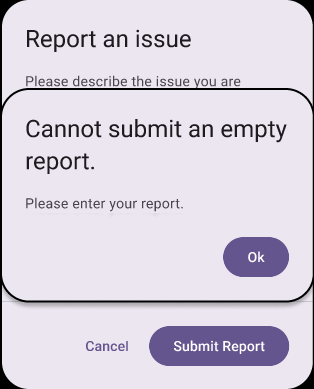 Report an issue
Please describe the issue you are
Cannot submit an empty
report.
Please enter your report.
Ok
Cancel
Submit Report